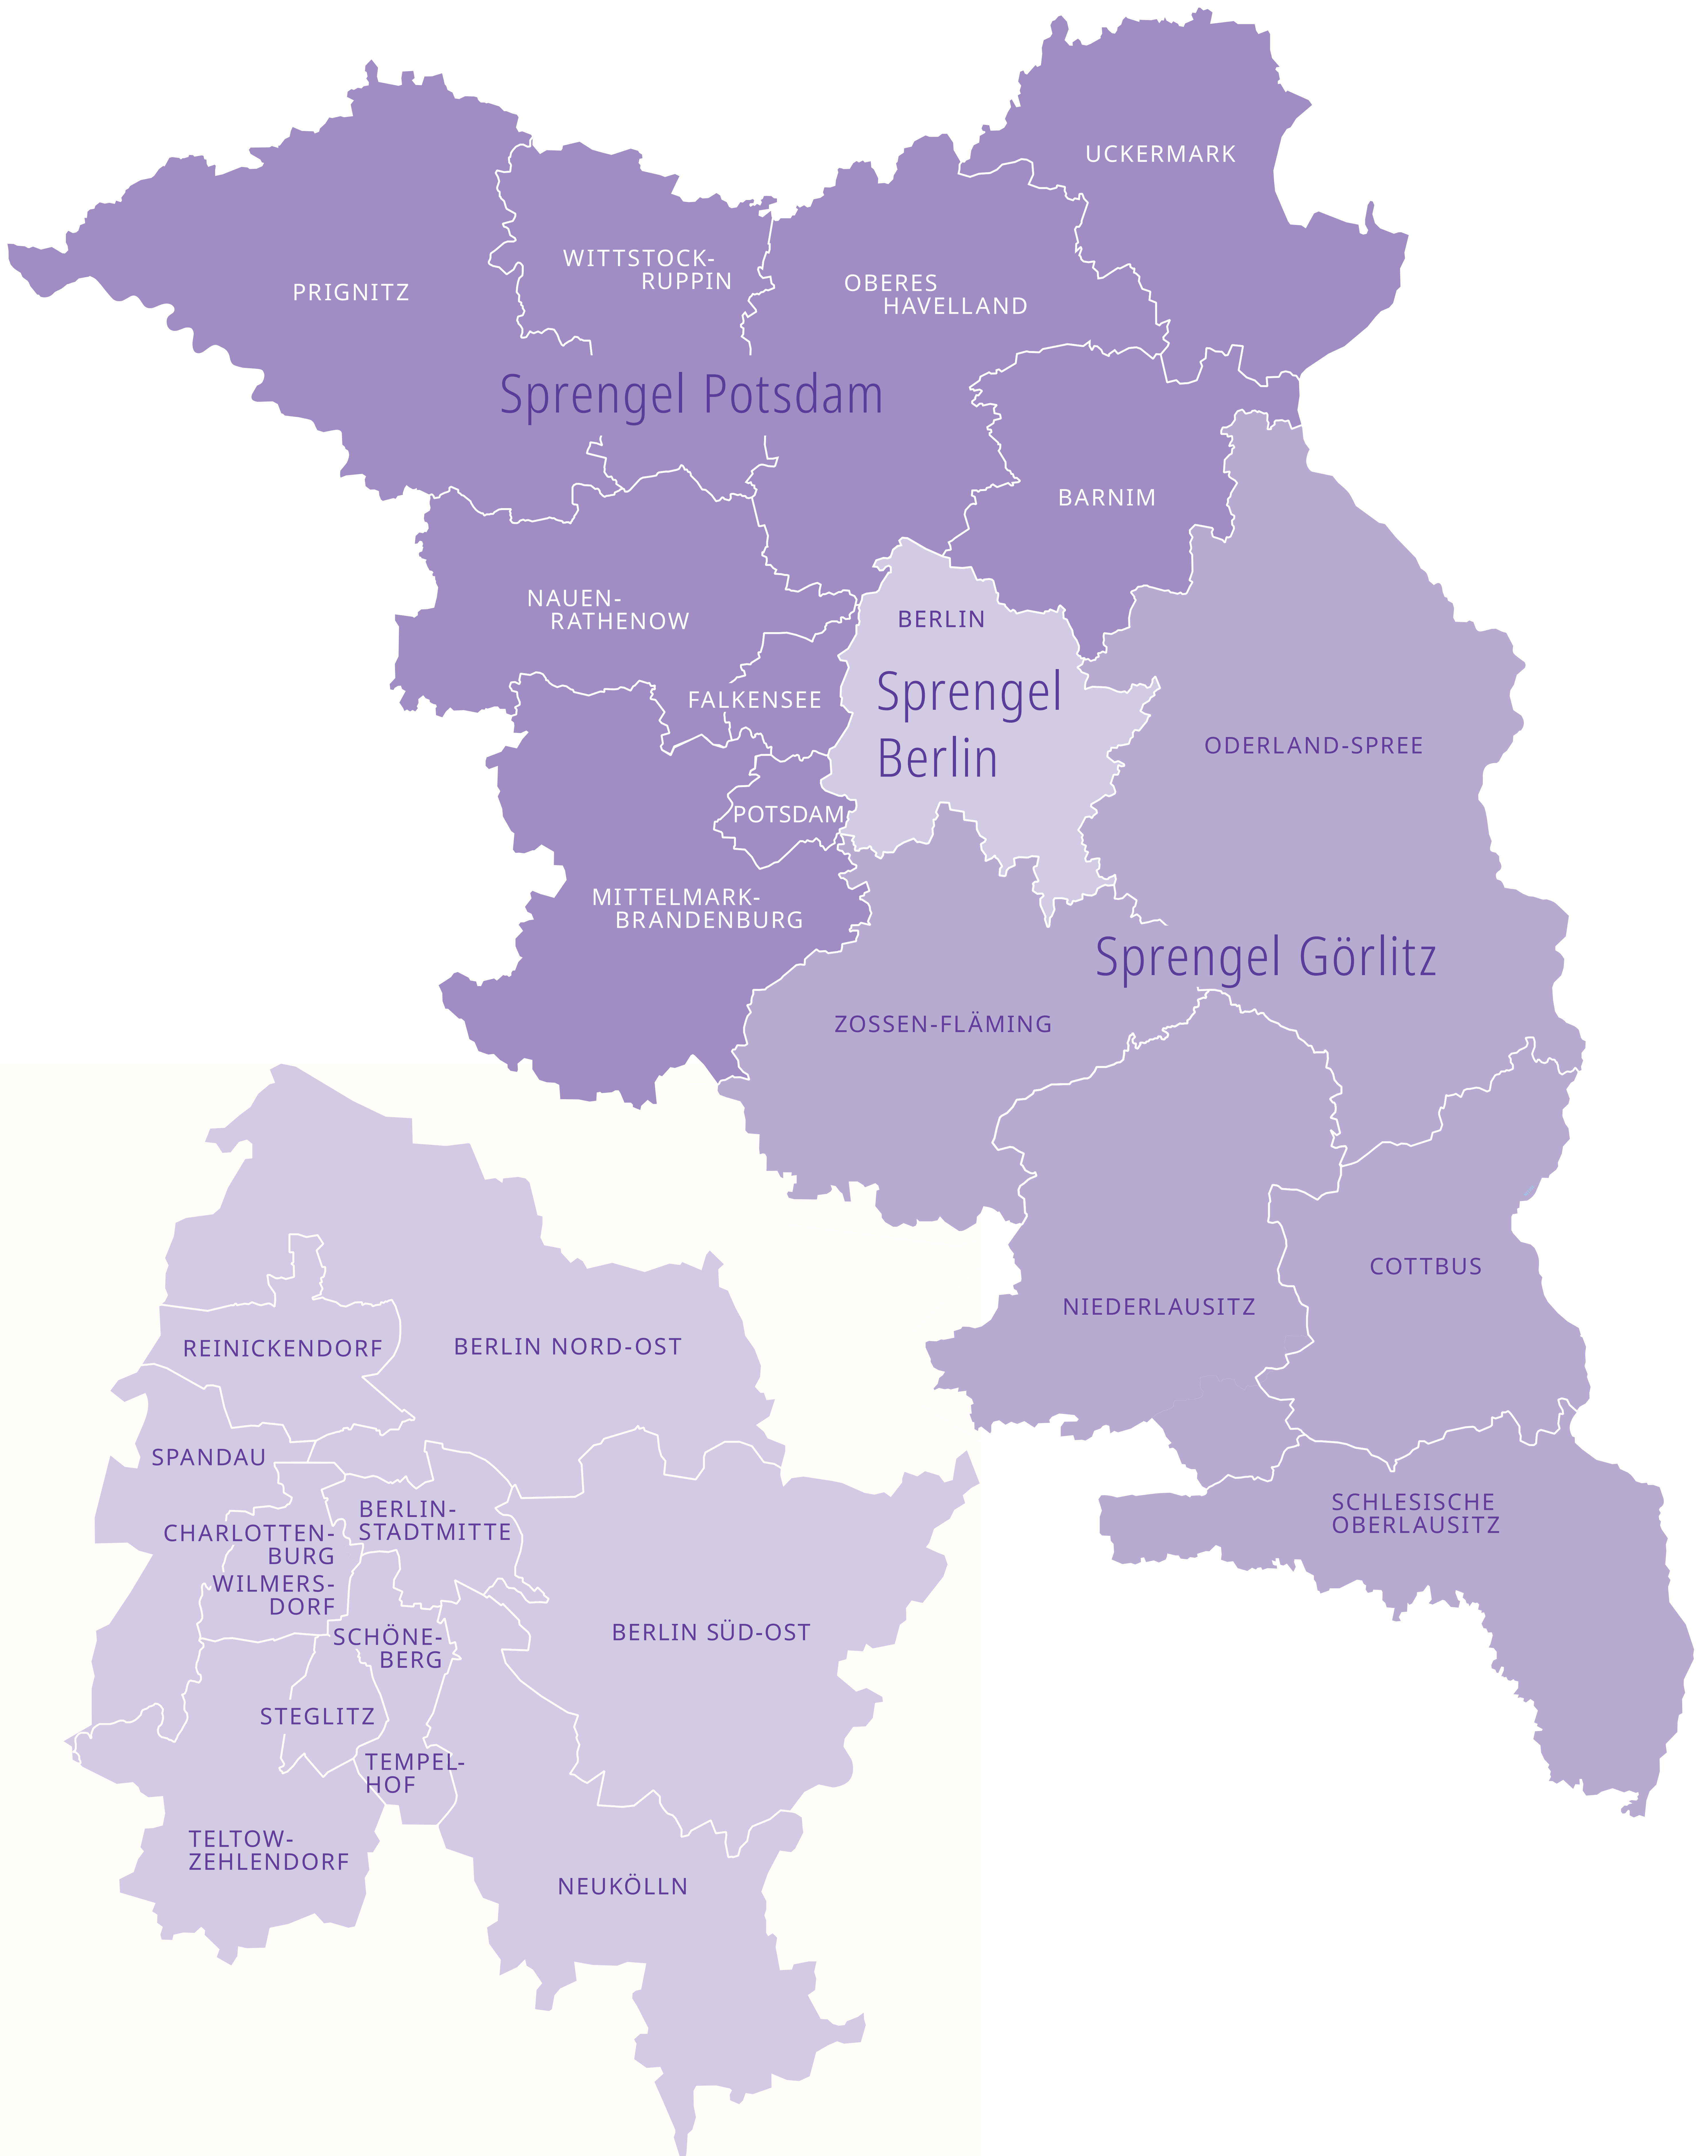 UCKERMARK
PRIGNITZ
WITTSTOCK-
RUPPIN
OBERES
HAVELLAND
Sprengel Potsdam
BARNIM
NAUEN-
RATHENOW
BERLIN
FALKENSEE
Sprengel
Berlin
ODERLAND-SPREE
POTSDAM
MITTELMARK-
BRANDENBURG
Sprengel Görlitz
ZOSSEN-FLÄMING
COTTBUS
NIEDERLAUSITZ
SCHLESISCHE
OBERLAUSITZ
REINICKENDORF
BERLIN NORD-OST
SPANDAU
BERLIN-
STADTMITTE
CHARLOTTEN-
BURG
WILMERS-
DORF
BERLIN SÜD-OST
SCHÖNE-
BERG
STEGLITZ
TEMPEL-
HOF
TELTOW-
ZEHLENDORF
NEUKÖLLN